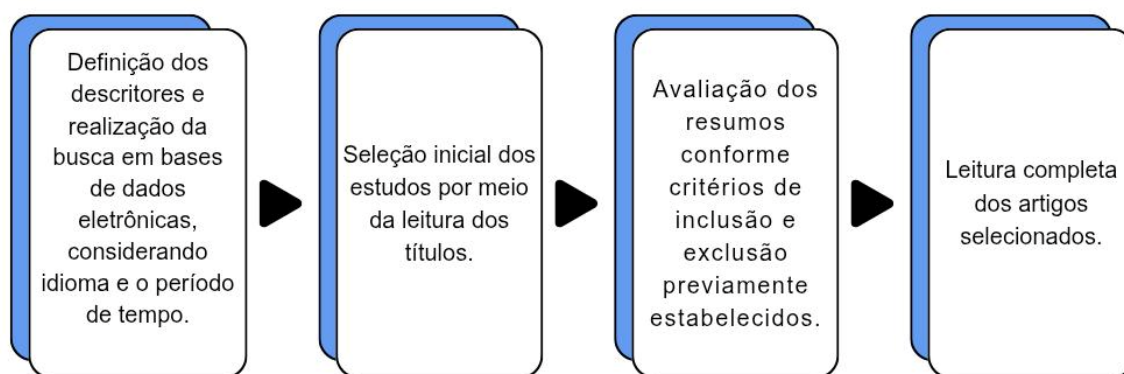 Definição dos
descritores e
realização da
busca em bases
de dados
eletrônicas,
considerando
idioma e o período
de tempo.
Seleção inicial dos
estudos por meio
da leitura dos
títulos.
Avaliação dos
resumos
conforme
critérios de
inclusão e
exclusão
previamente
estabelecidos.
Leitura completa
dos artigos
selecionados.